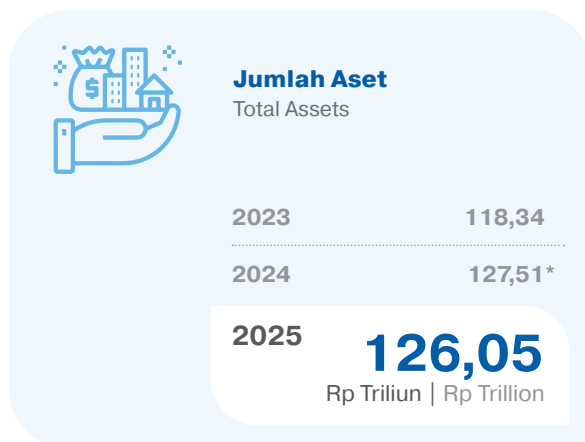 $
Jumlah Aset
Total Assets
2023 118,34
2024 127,51*
2025 126,05
Rp Triliun | Rp Trillion